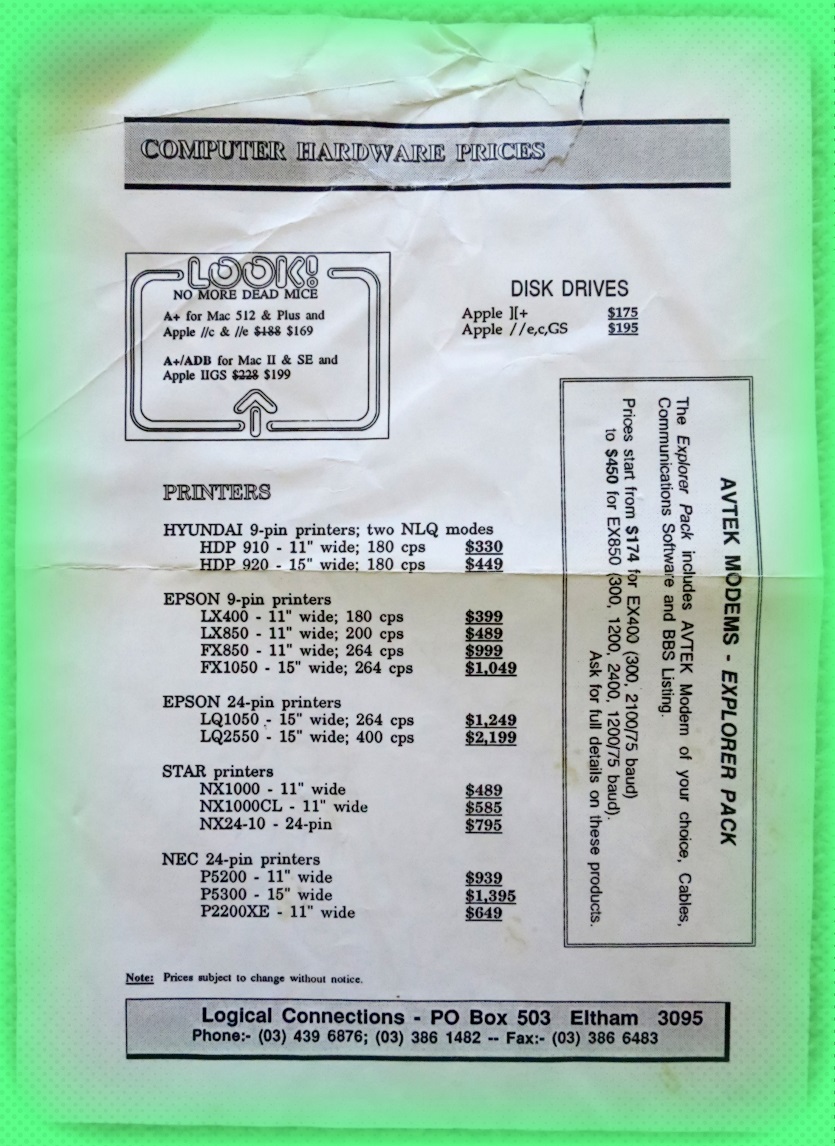 COMPUTER HARDWARE PRICES
LOOK!
NO MORE DEAD MICE
A+ for Mac 512 & Plus and
Apple //c & //e $188 $169
A+/ADB for Mac II & SE and
Apple IIGS $228 $199
DISK DRIVES
Apple ][+ $175
Apple //e,c,GS $195
AVTEK MODEMS - EXPLORER PACK
The Explorer Pack includes AVTEK Modem of your choice, Cables,
Communications Software and BBS Listing.
Prices start from $174 for EX400 (300, 2100/75 baud)
to $450 for EX850 (300, 1200, 2400, 1200/75 baud).
Ask for full details on these products.
PRINTERS
HYUNDAI 9-pin printers; two NLQ modes
HDP 910 - 11" wide; 180 cps $330
HDP 920 - 15" wide; 180 cps $449
EPSON 9-pin printers
LX400 - 11" wide; 180 cps $399
LX850 - 11" wide; 200 cps $489
FX850 - 11" wide; 264 cps $999
FX1050 - 15" wide; 264 cps $1,049
EPSON 24-pin printers
LQ1050 - 15" wide; 264 cps $1,249
LQ2550 - 15" wide; 400 cps $2,199
STAR printers
NX1000 - 11" wide $489
NX1000CL - 11" wide $585
NX24-10 - 24-pin $795
NEC 24-pin printers
P5200 - 11" wide $939
P5300 - 15" wide $1,395
P2200XE - 11" wide $649
Note: Prices subject to change without notice.
Logical Connections - PO Box 503 Eltham 3095
Phone:- (03) 439 6876; (03) 386 1482 -- Fax:- (03) 386 6483